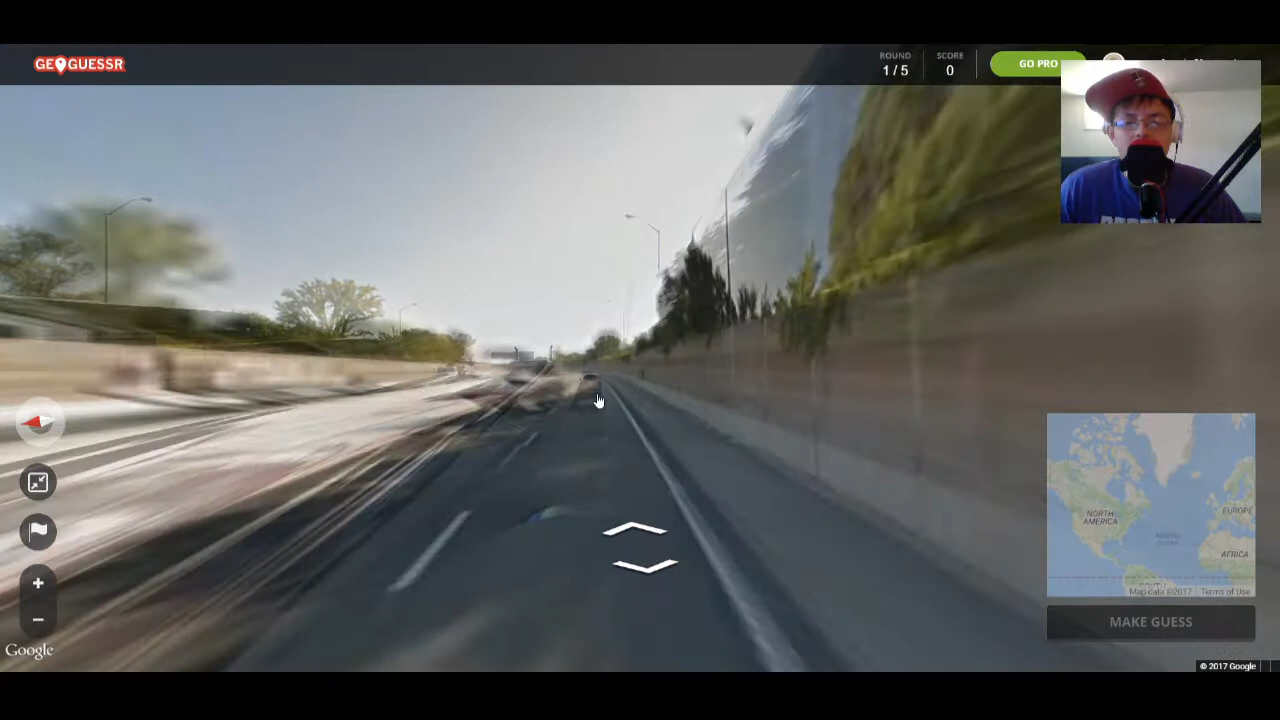 GEOGUESSR
ROUND
1 / 5
SCORE
0
GO PRO
NORTH
AMERICA
EUROPE
AFRICA
Map data ©2017
Terms of Use
MAKE GUESS
Google
© 2017 Google